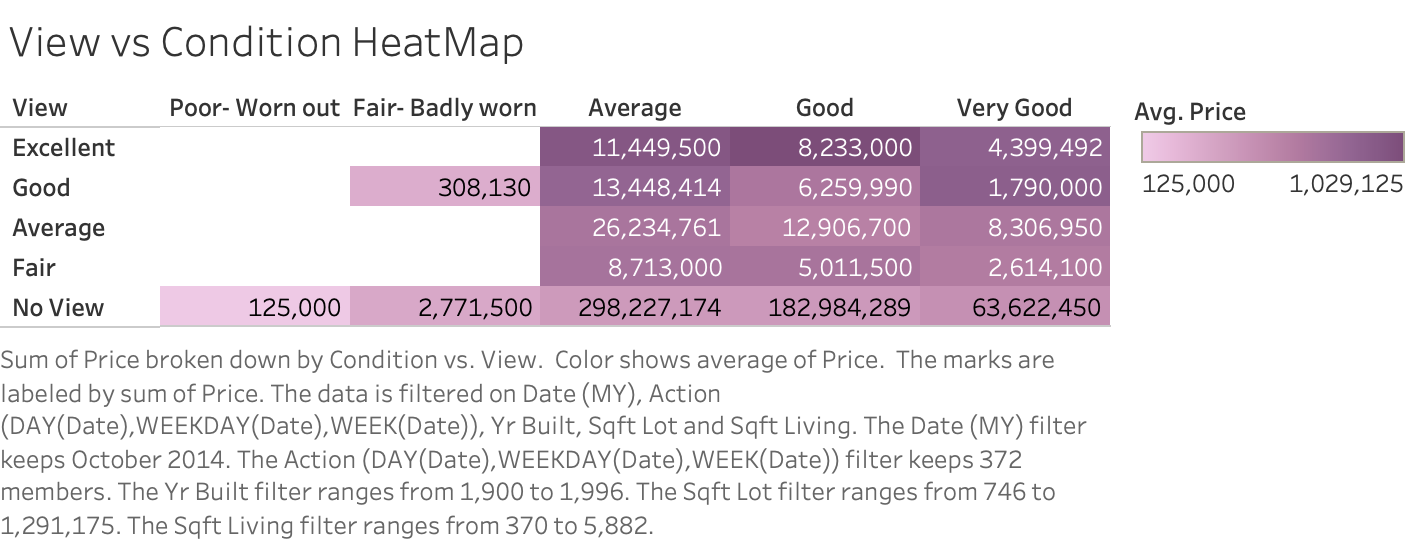 View vs Condition HeatMap
View Poor- Worn out Fair- Badly worn Average Good Very Good Avg. Price
Excellent 11,449,500 8,233,000 4,399,492
125,000 1,029,125
Good 308,130 13,448,414 6,259,990 1,790,000
Average 26,234,761 12,906,700 8,306,950
Fair 8,713,000 5,011,500 2,614,100
No View 125,000 2,771,500 298,227,174 182,984,289 63,622,450
Sum of Price broken down by Condition vs. View.  Color shows average of Price.  The marks are
labeled by sum of Price. The data is filtered on Date (MY), Action
(DAY(Date),WEEKDAY(Date),WEEK(Date)), Yr Built, Sqft Lot and Sqft Living. The Date (MY) filter
keeps October 2014. The Action (DAY(Date),WEEKDAY(Date),WEEK(Date)) filter keeps 372
members. The Yr Built filter ranges from 1,900 to 1,996. The Sqft Lot filter ranges from 746 to
1,291,175. The Sqft Living filter ranges from 370 to 5,882.